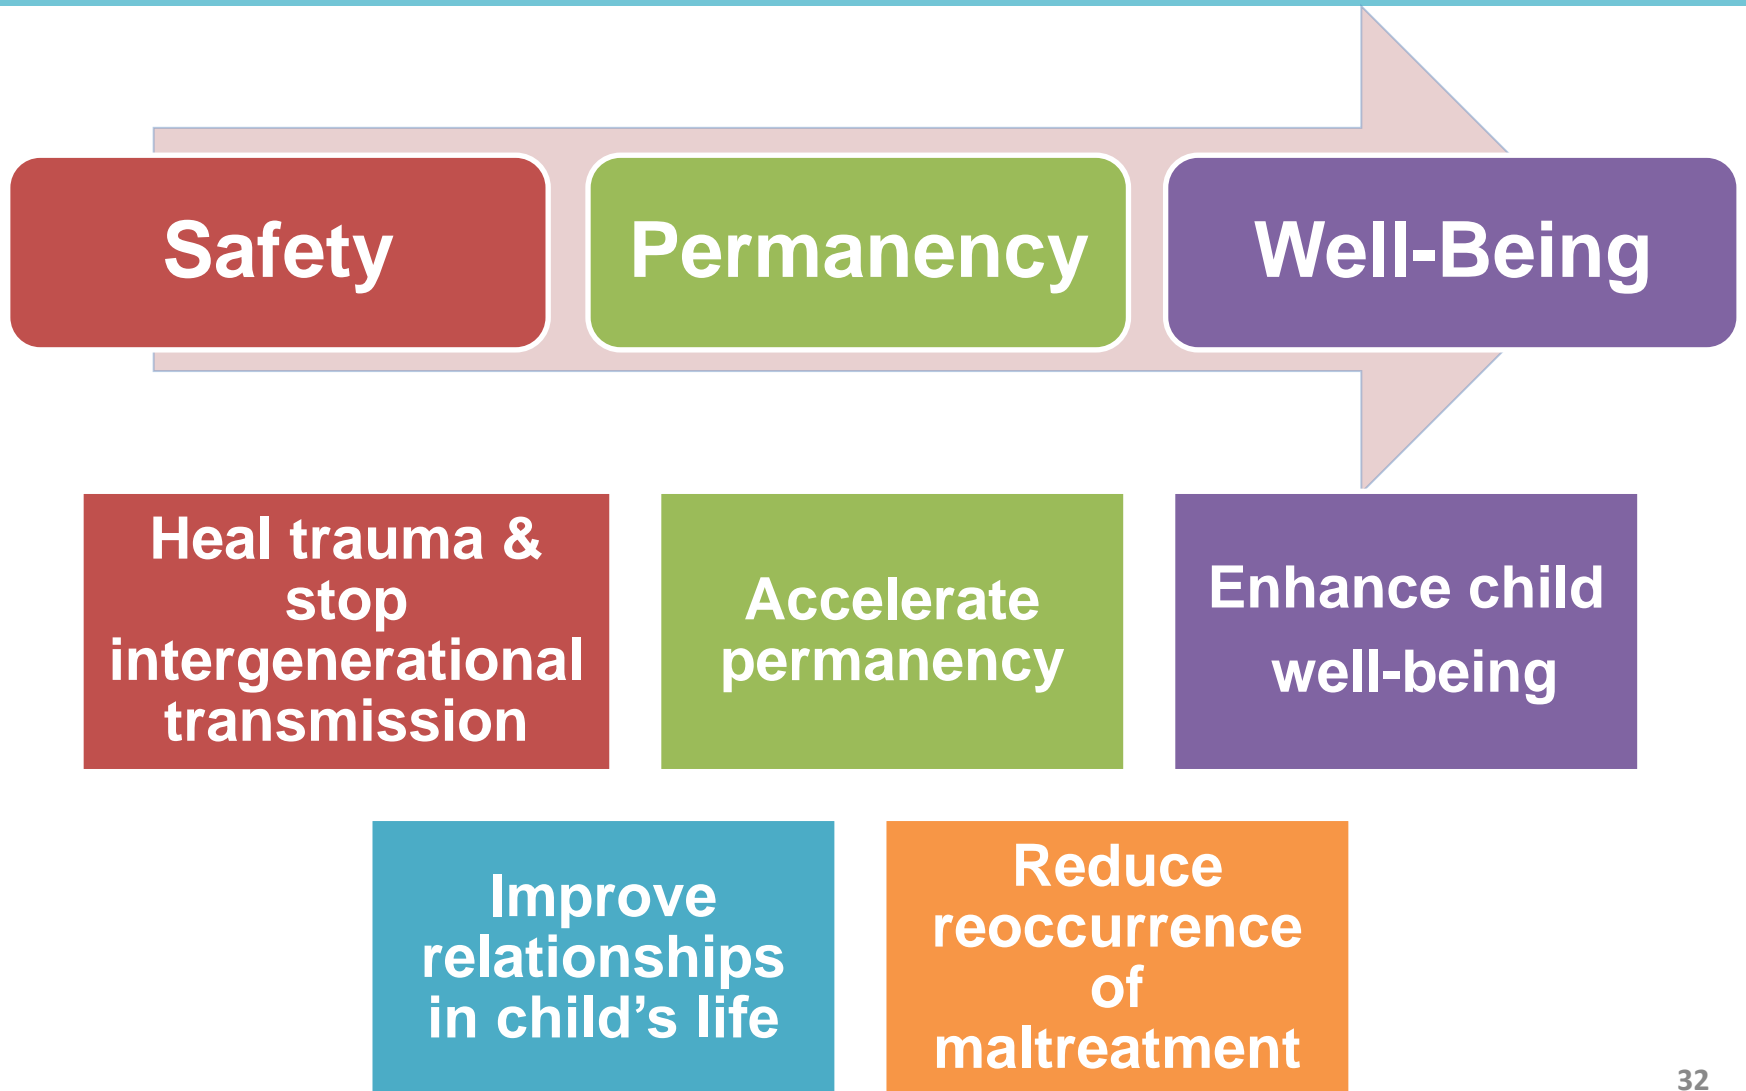 Safety
Permanency
Well-Being
Heal trauma &
stop
intergenerational
transmission
Accelerate
permanency
Enhance child
well-being
Improve
relationships
in child’s life
Reduce
reoccurrence
of
maltreatment
32